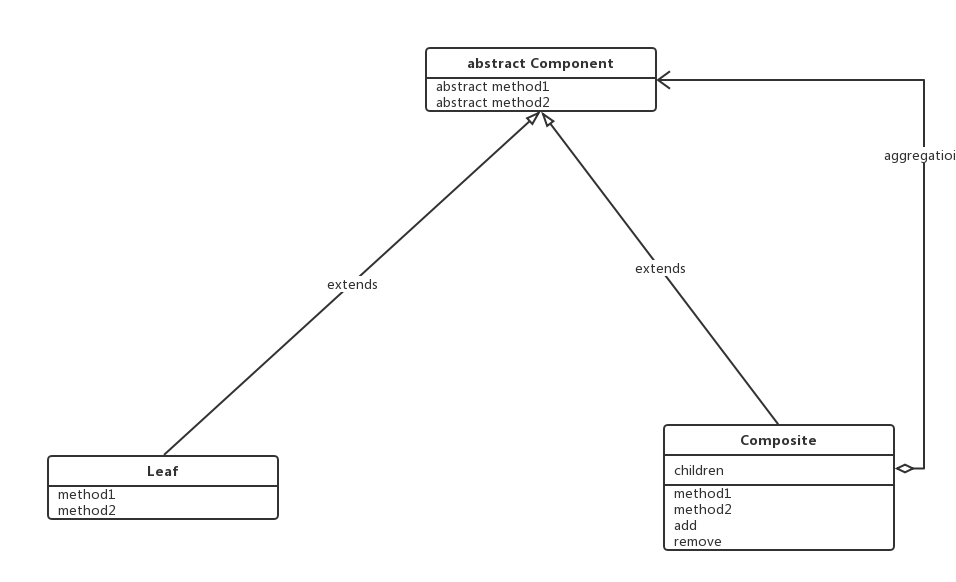 abstract Component
abstract method1
abstract method2
aggregatioi
extends
extends
Leaf
method1
method2
Composite
children
method1
method2
add
remove